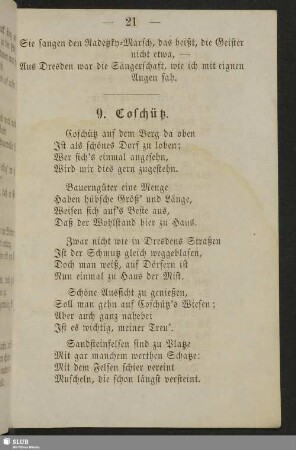 — 21 —
Sie sangen den Radetzky-Marsch, das heißt, die Geister
nicht etwa, —
Aus Dresden war die Sängerschaft, wie ich mit eignen
Augen sah.
9. Coschütz.
Coschütz auf dem Berg da oben
Ist als schönes Dorf zu loben;
Wer sich's einmal angesehn,
Wird mir dies gern zugestehn.
Bauerngüter eine Menge
Haben hübsche Größ' und Länge,
Weisen sich auf's Beste aus,
Daß der Wohlstand hier zu Haus.
Zwar nicht wie in Dresdens Straßen
Ist der Schmutz gleich weggeblasen,
Doch man weiß, auf Dörfern ist
Nun einmal zu Haus der Mist.
Schöne Aussicht zu genießen,
Soll man gehn auf Coschütz's Wiesen;
Aber auch ganz nahebei
Ist es wichtig, meiner Treu'.
Sandsteinfelsen sind zu Platze
Mit gar manchem werthen Schatze:
Mit dem Felsen schier vereint
Muscheln, die schon längst versteint.
SLUB
Wir führen Wissen.